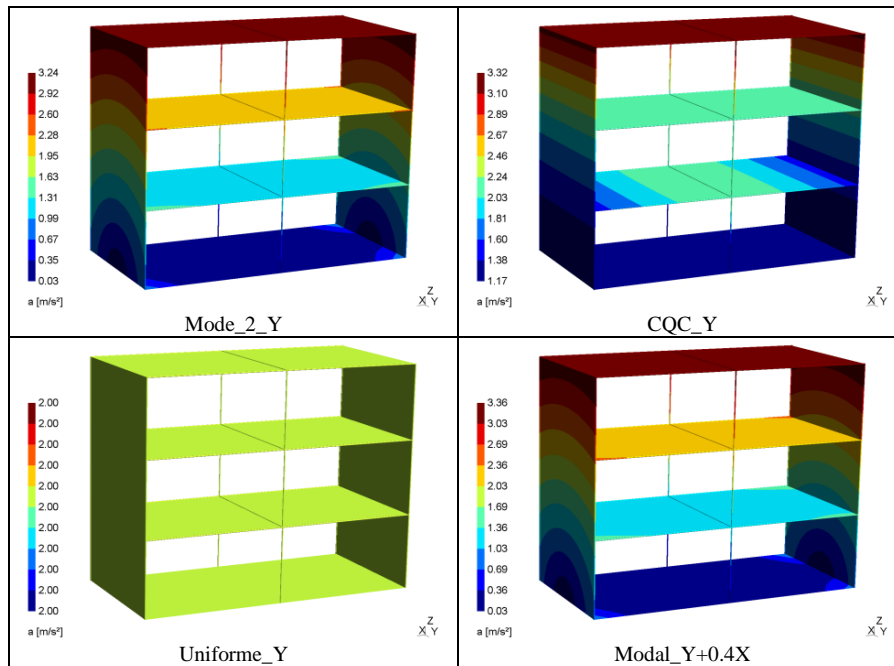 3.24
2.92
2.60
2.28
1.95
1.63
1.31
0.99
0.67
0.35
0.03
a [m/s²]
Z
X Y
Mode_2_Y
3.32
3.10
2.89
2.67
2.46
2.24
2.03
1.81
1.60
1.38
1.17
a [m/s²]
Z
X Y
CQC_Y
2.00
2.00
2.00
2.00
2.00
2.00
2.00
2.00
2.00
2.00
2.00
a [m/s²]
Z
X Y
Uniforme_Y
3.36
3.03
2.69
2.36
2.03
1.69
1.36
1.03
0.69
0.36
0.03
a [m/s²]
Z
X Y
Modal_Y+0.4X